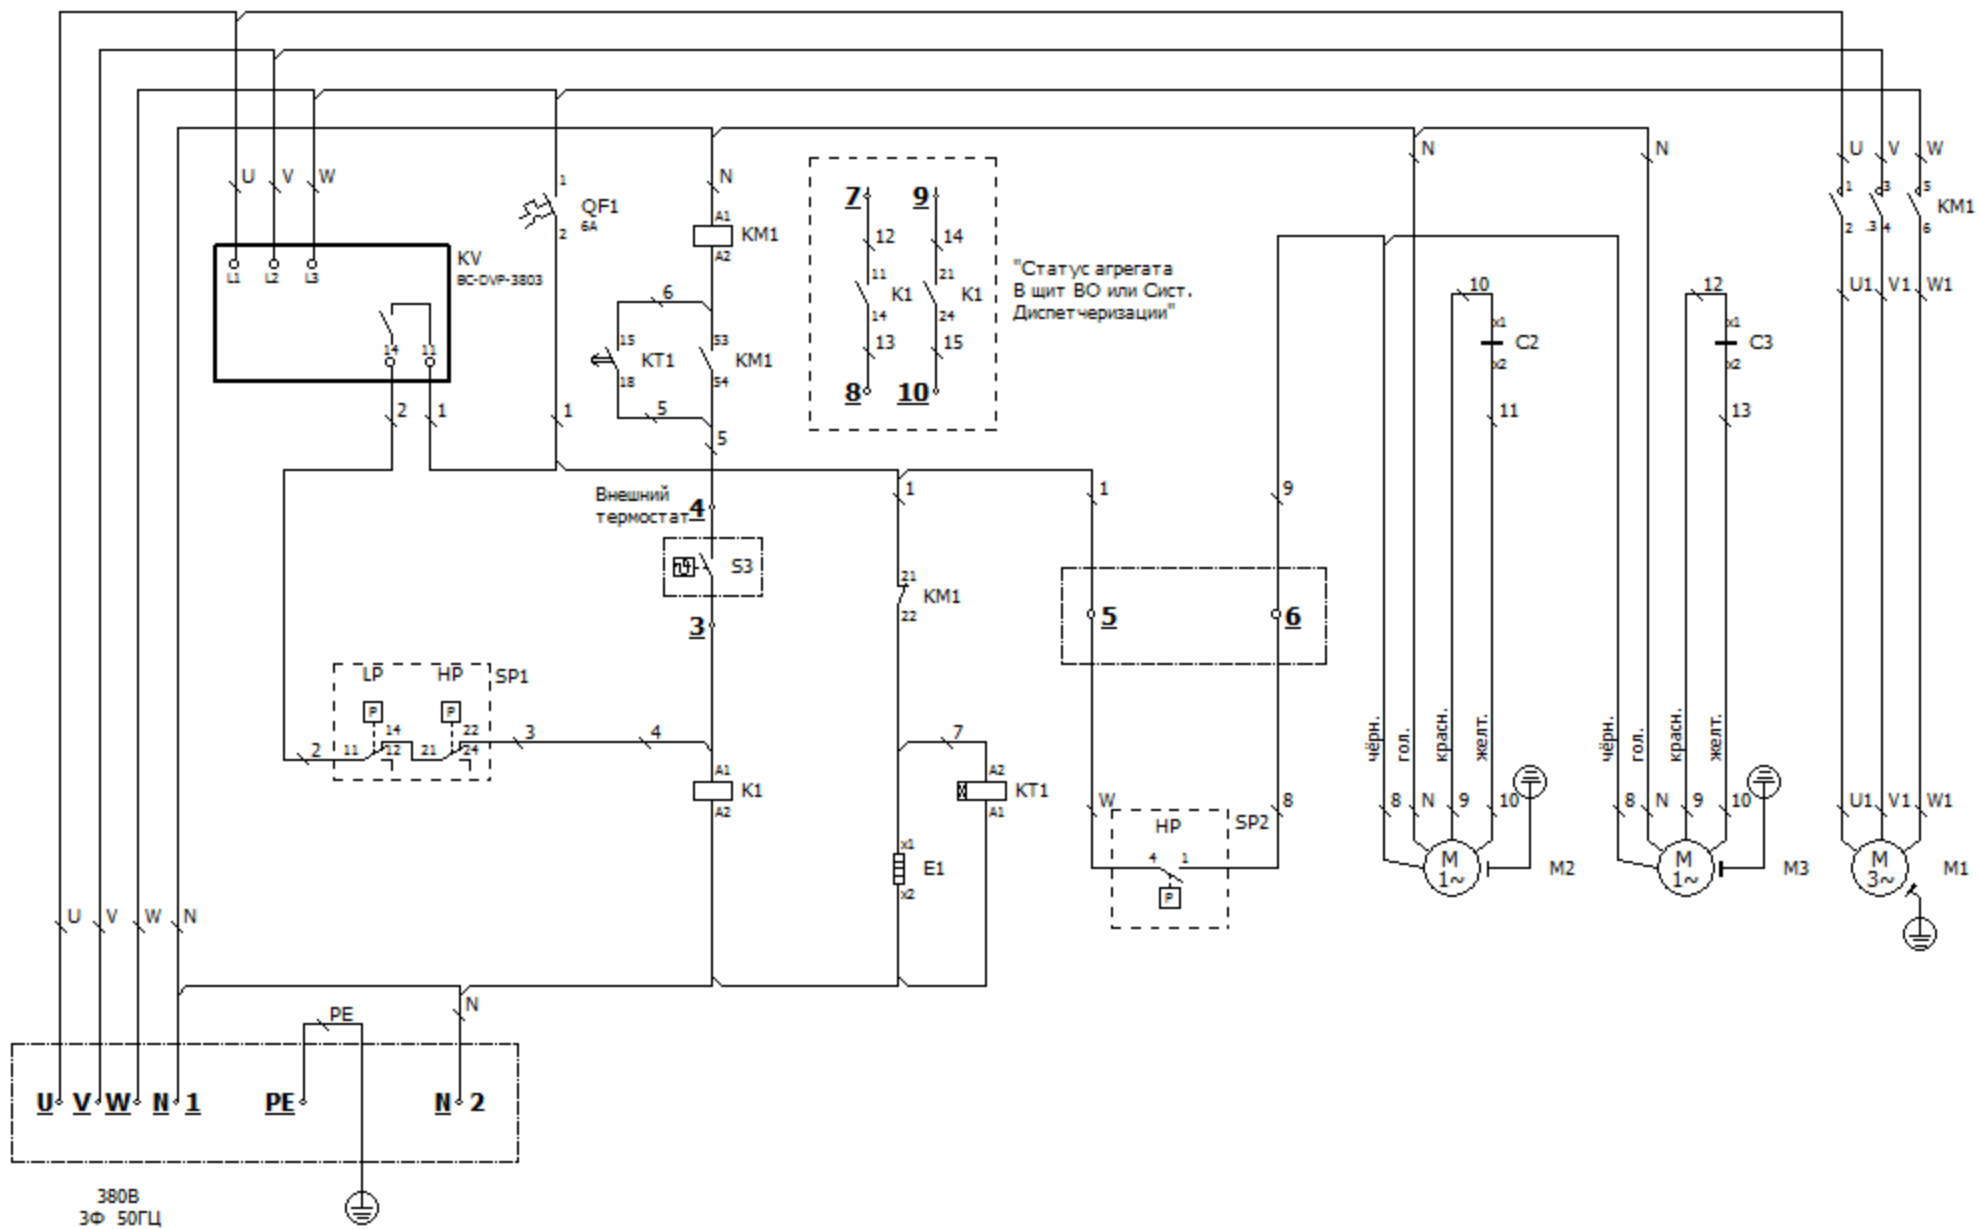 U V W
N
N
N
U V W
1
QF1
6А
2
KV
BC-DVP-3803
L1 L2 L3
14 11
2 1
1
A1
KM1
A2
6
15
KT1
18
53
KM1
54
5
5
7 9
12 14
11 21
K1 K1
14 24
13 15
8 10
"Статус агрегата
В щит ВО или Сист.
Диспетчеризации"
1 3 5
KM1
2 .3 4 6
U1 V1 W1
10
x1
C2
x2
11
12
x1
C3
x2
13
Внешний
термостат
4
S3
3
1
1
9
21
KM1
22
5 6
LP HP SP1
P P
14 22
2 11 12 21 24
3
4
A1
K1
A2
7
A2
KT1
A1
x1
E1
x2
W
8
HP
SP2
4 1
P
чёрн.
гол.
красн.
желт.
8 N 9 10
M
1~
M2
чёрн.
гол.
красн.
желт.
8 N 9 10
M
1~
M3
U1 V1 W1
M
3~
M1
U V W N
N
PE
U V W N 1 PE N 2
380В
3Ф 50ГЦ